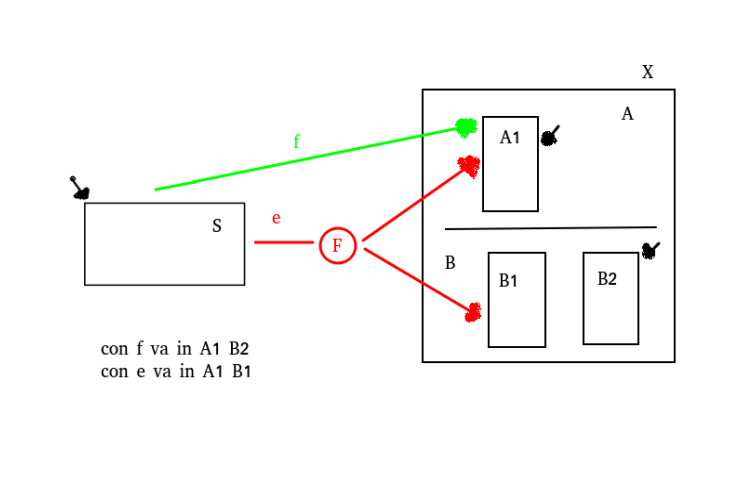 X
A
A1
f
S
e
F
B
B1
B2
con f va in A1 B2
con e va in A1 B1